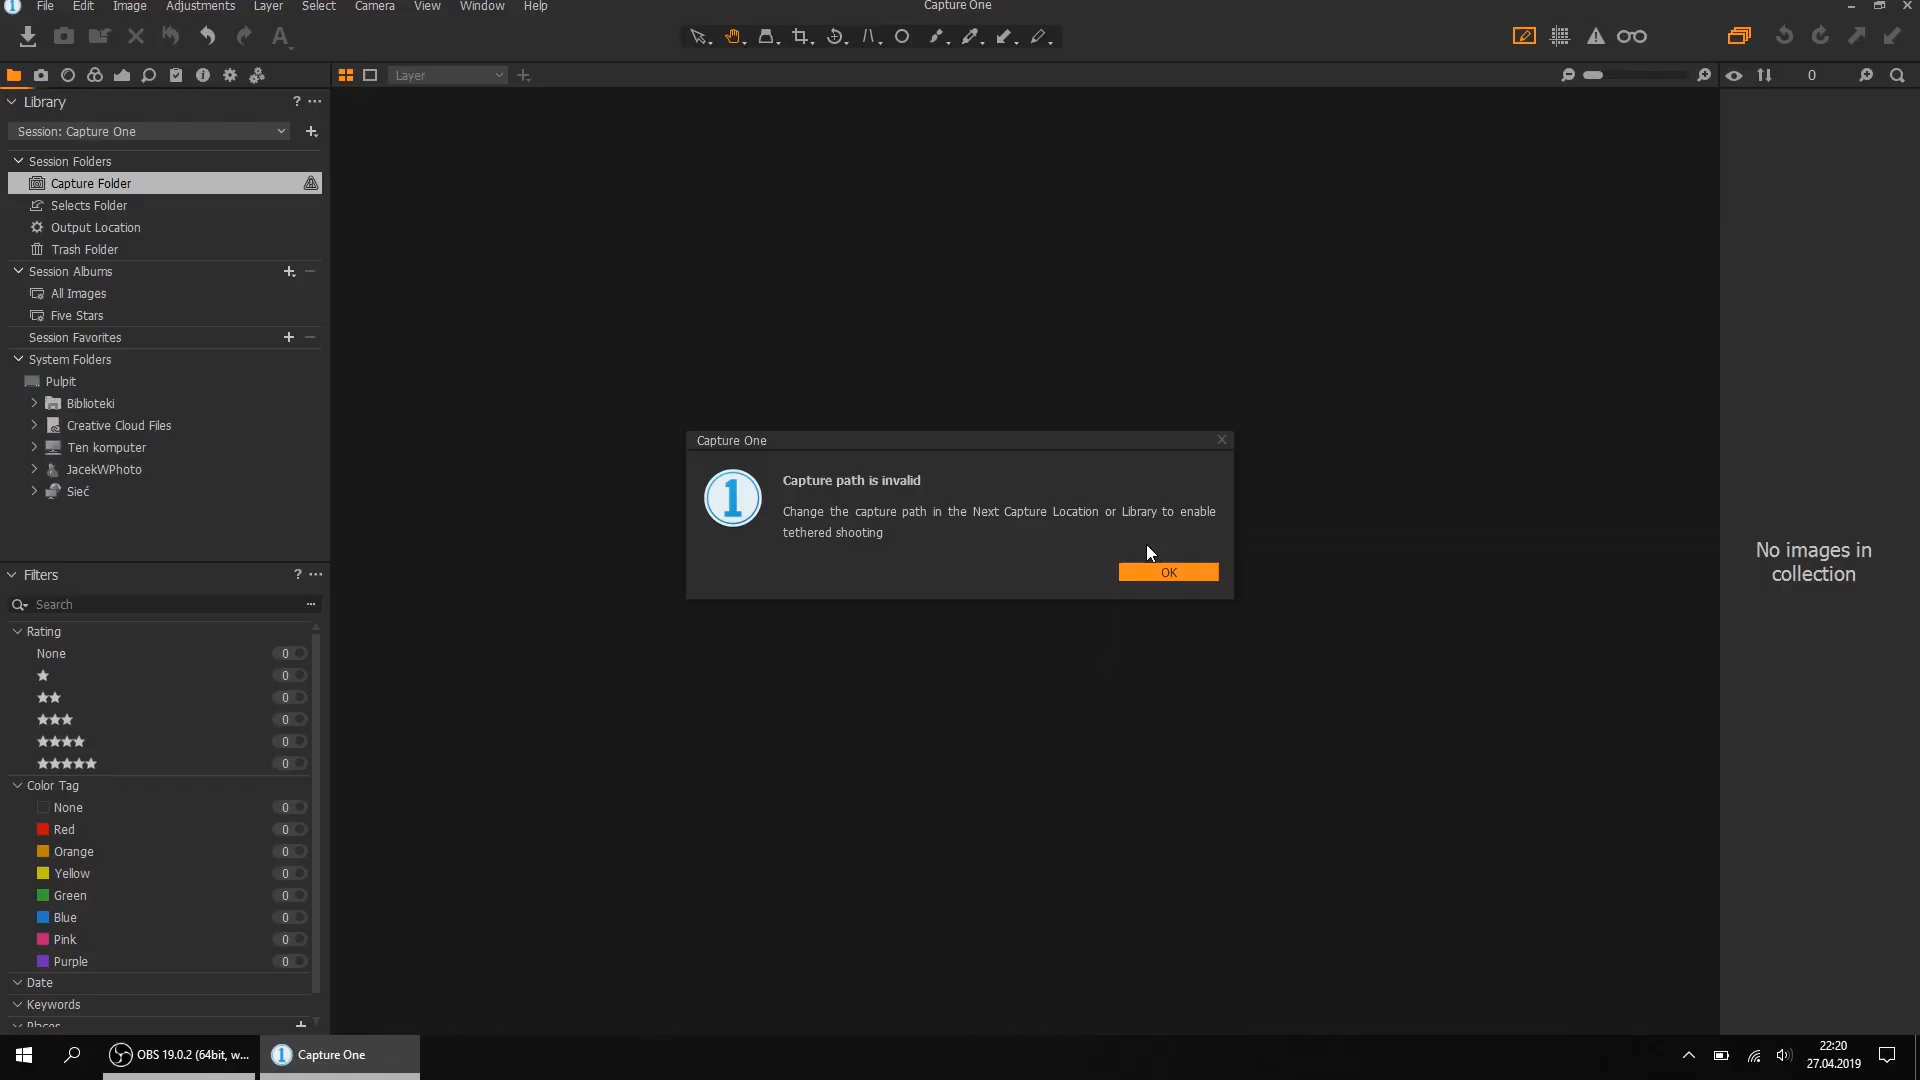 File Edit Image Adjustments Layer Select Camera View Window Help
Capture One
Layer
0
Library
? ...
Session: Capture One
Session Folders
Capture Folder
Selects Folder
Output Location
Trash Folder
Session Albums
All Images
Five Stars
Session Favorites
System Folders
Pulpit
Biblioteki
Creative Cloud Files
Ten komputer
JacekWPhoto
Sieć
Capture One
1
Capture path is invalid
Change the capture path in the Next Capture Location or Library to enable
tethered shooting
OK
No images in
collection
Filters
? ...
Search
Rating
None 0
0
0
0
0
0
Color Tag
None 0
Red 0
Orange 0
Yellow 0
Green 0
Blue 0
Pink 0
Purple 0
Date
Keywords
Places
OBS 19.0.2 (64bit, w...
Capture One
22:20
27.04.2019